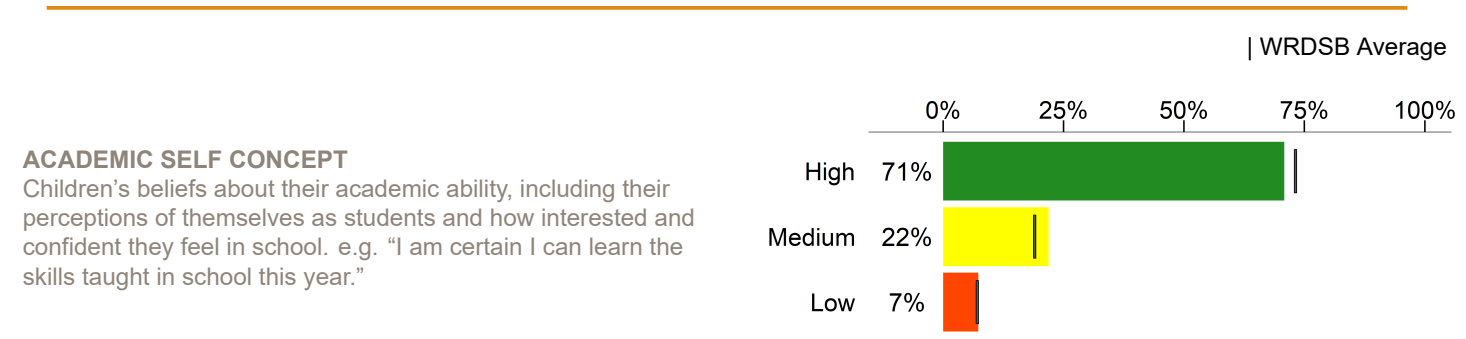 | WRDSB Average
0% 25% 50% 75% 100%
ACADEMIC SELF CONCEPT
Children’s beliefs about their academic ability, including their
perceptions of themselves as students and how interested and
confident they feel in school. e.g. “I am certain I can learn the
skills taught in school this year.”
High 71%
Medium 22%
Low 7%